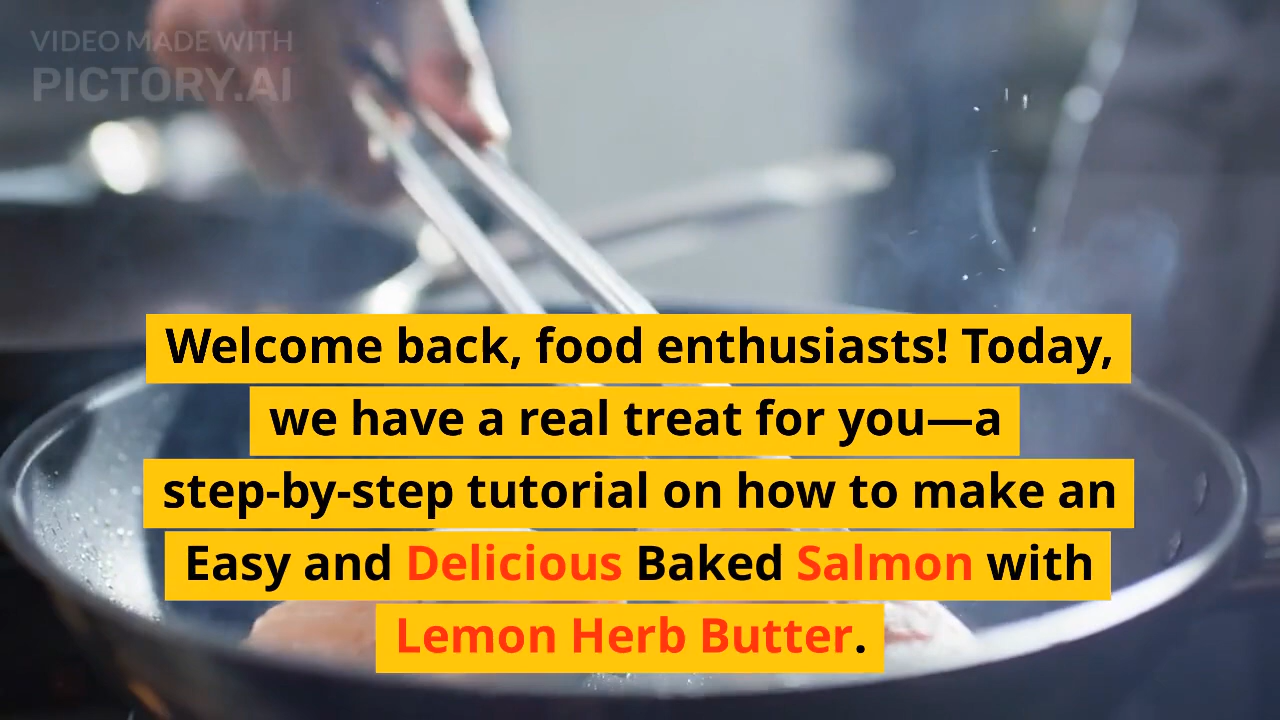 VIDEO MADE WITH
PICTORY.AI
Welcome back, food enthusiasts! Today,
we have a real treat for you—a
step-by-step tutorial on how to make an
Easy and Delicious Baked Salmon with
Lemon Herb Butter.